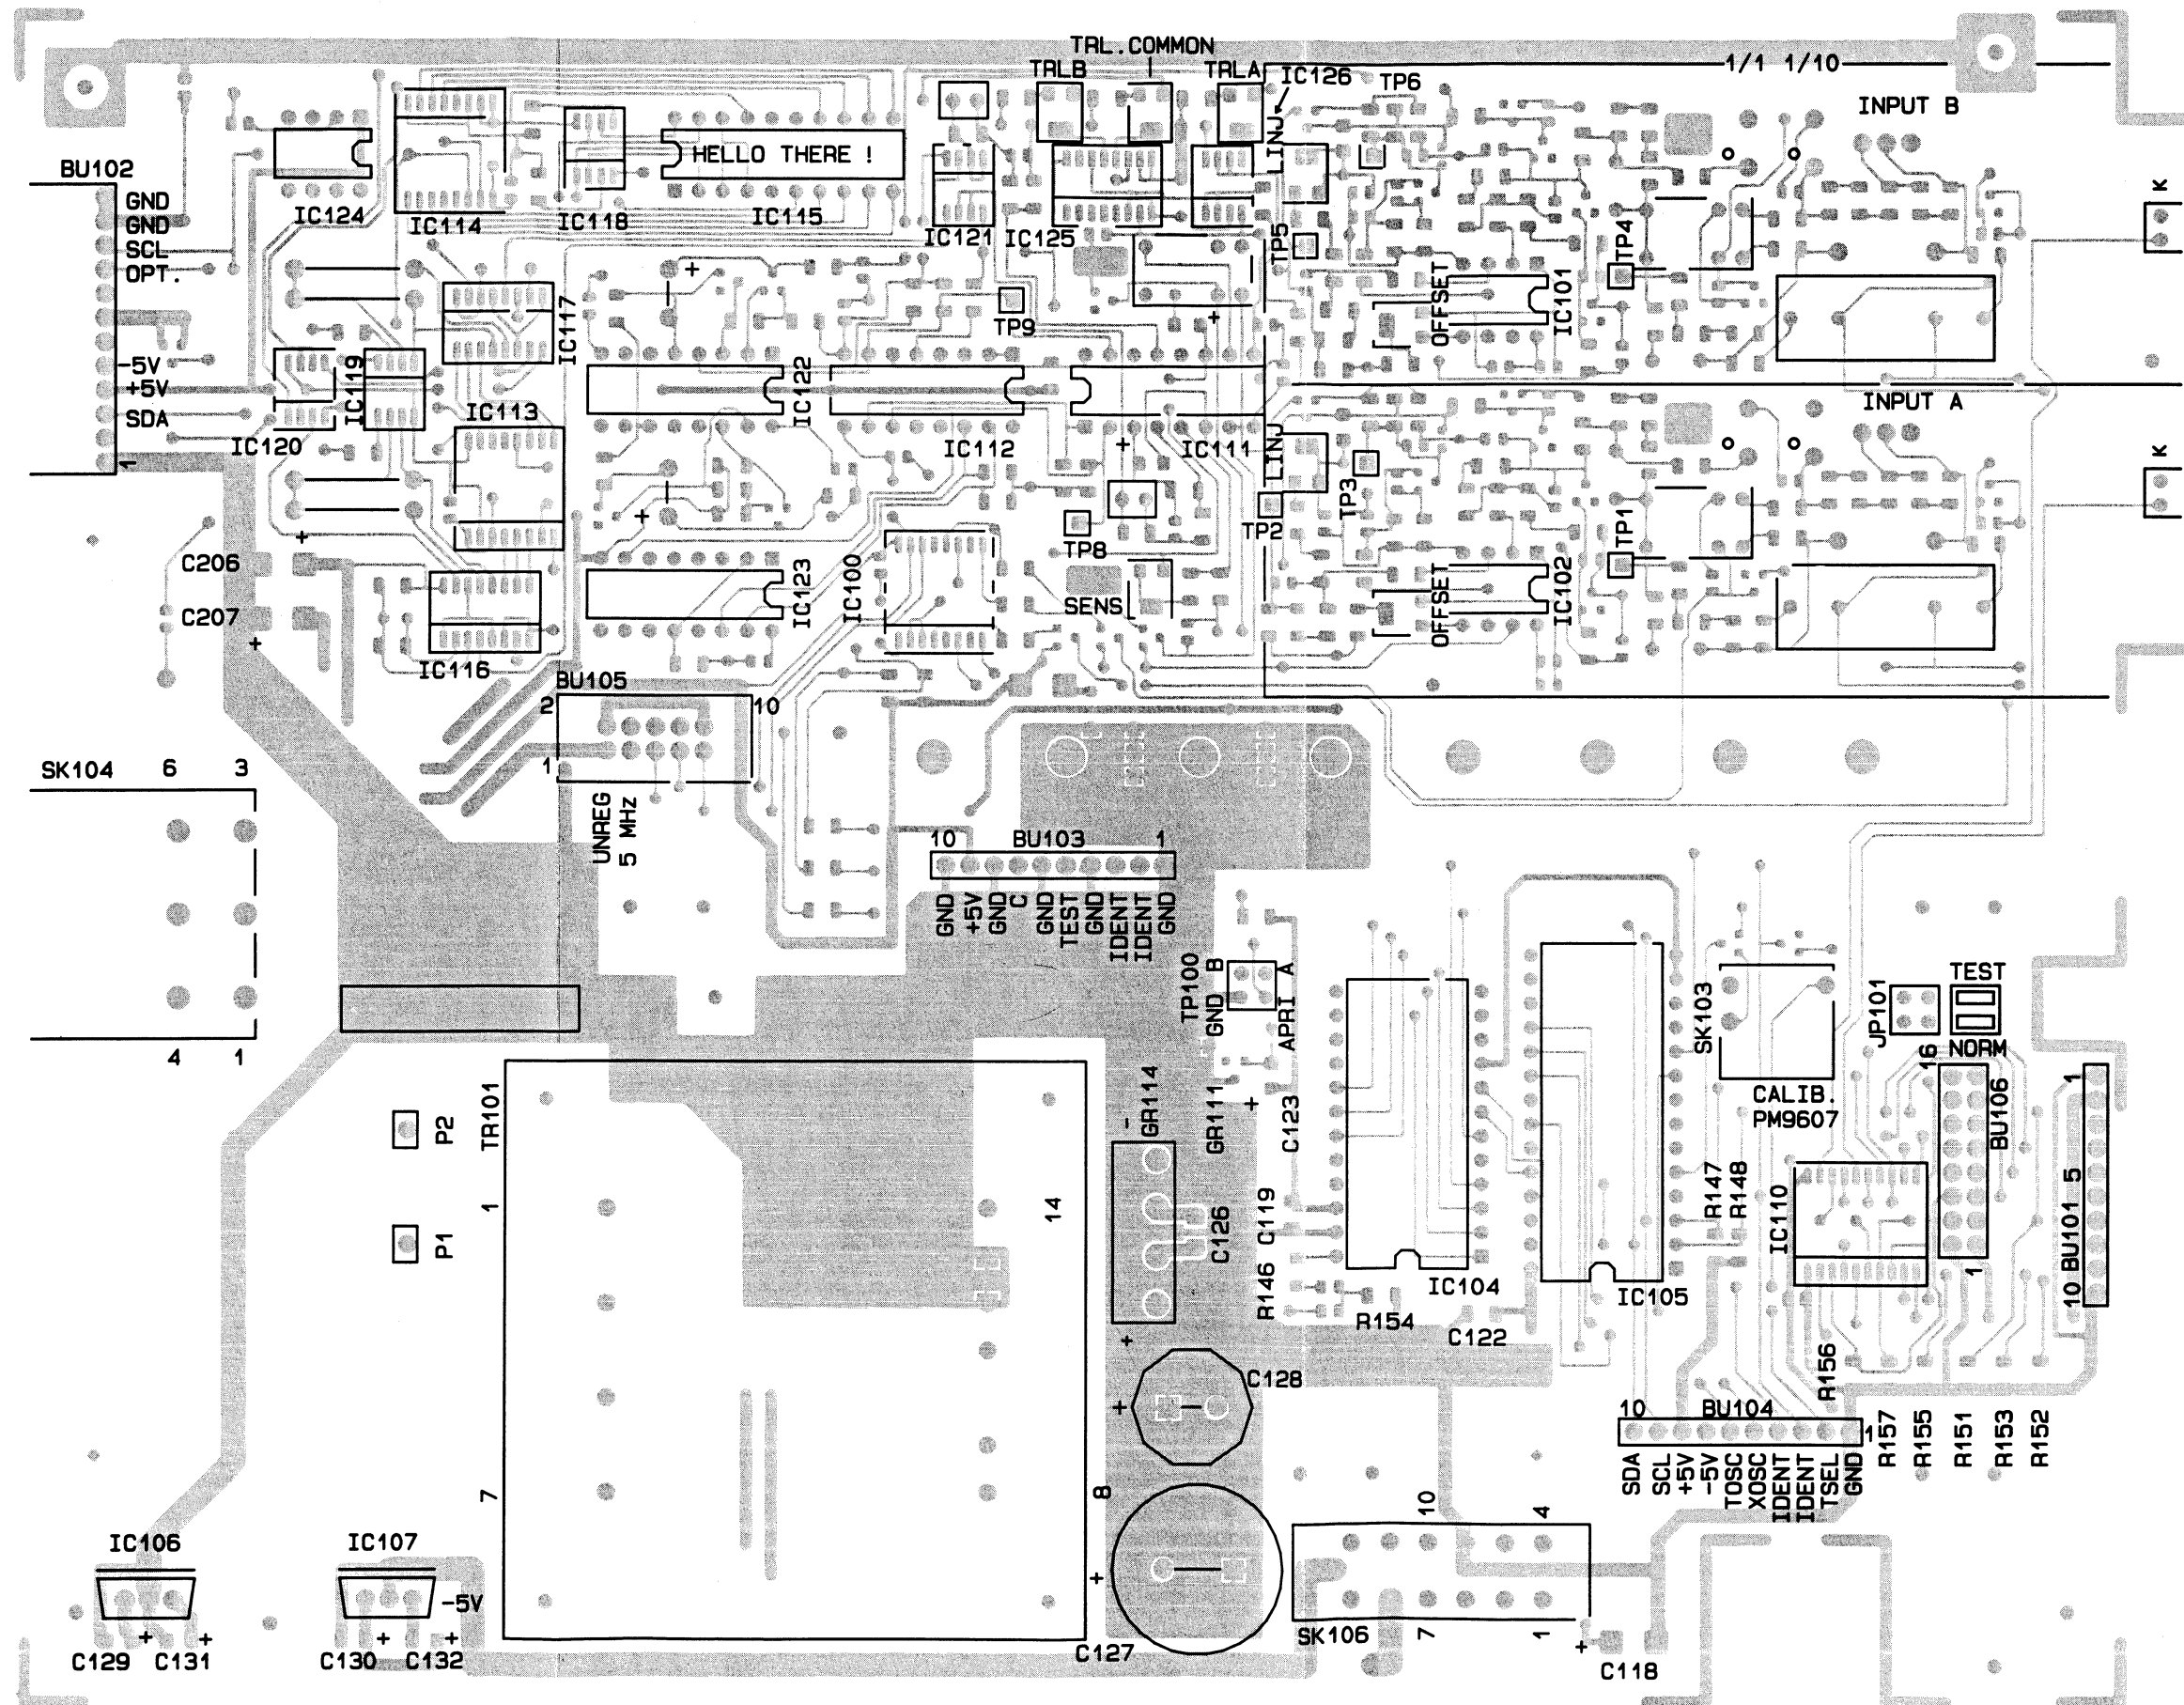 TRL.COMMON
TRLB
TRLA
IC126
TP6
1/1 1/10
INPUT B
LINJ
HELLO THERE !
BU102
GND
GND
SCL
OPT.
-5V
+5V
SDA
1
IC124
IC114
IC118
IC115
IC121
IC125
TP5
TP4
K
+
IC117
TP9
+
OFFSET
IC101
IC119
IC122
IC120
IC113
IC112
+
IC111
INPUT A
LINJ
K
TP3
TP2
TP8
TP1
+
+
C206
C207
+
IC123
IC100
SENS
OFFSET
IC102
IC116
BU105
2
10
1
UNREG
5 MHz
SK104
6
3
4
1
10
BU103
1
GND
+5V
GND
C
GND
TEST
GND
IDENT
IDENT
GND
TP100
GND B
APRI A
SK103
JP101
TEST
NORM
CALIB.
PM9607
16
BU106
1
1
BU101 5
10
P2
P1
TR101
1
14
7
8
-
GR114
GR111
+
C123
C126
C119
R146
+
IC104
IC105
R147
R148
IC110
R154
C122
C128
+
R156
10
BU104
1
R157
R155
R151
R153
R152
SDA
SCL
+5V
-5V
TOSC
XOSC
IDENT
IDENT
TSEL
GND
IC106
IC107
-5V
+
+
+
+
C129
C131
C130
C132
+
C127
10
4
SK106
7
1
+
C118